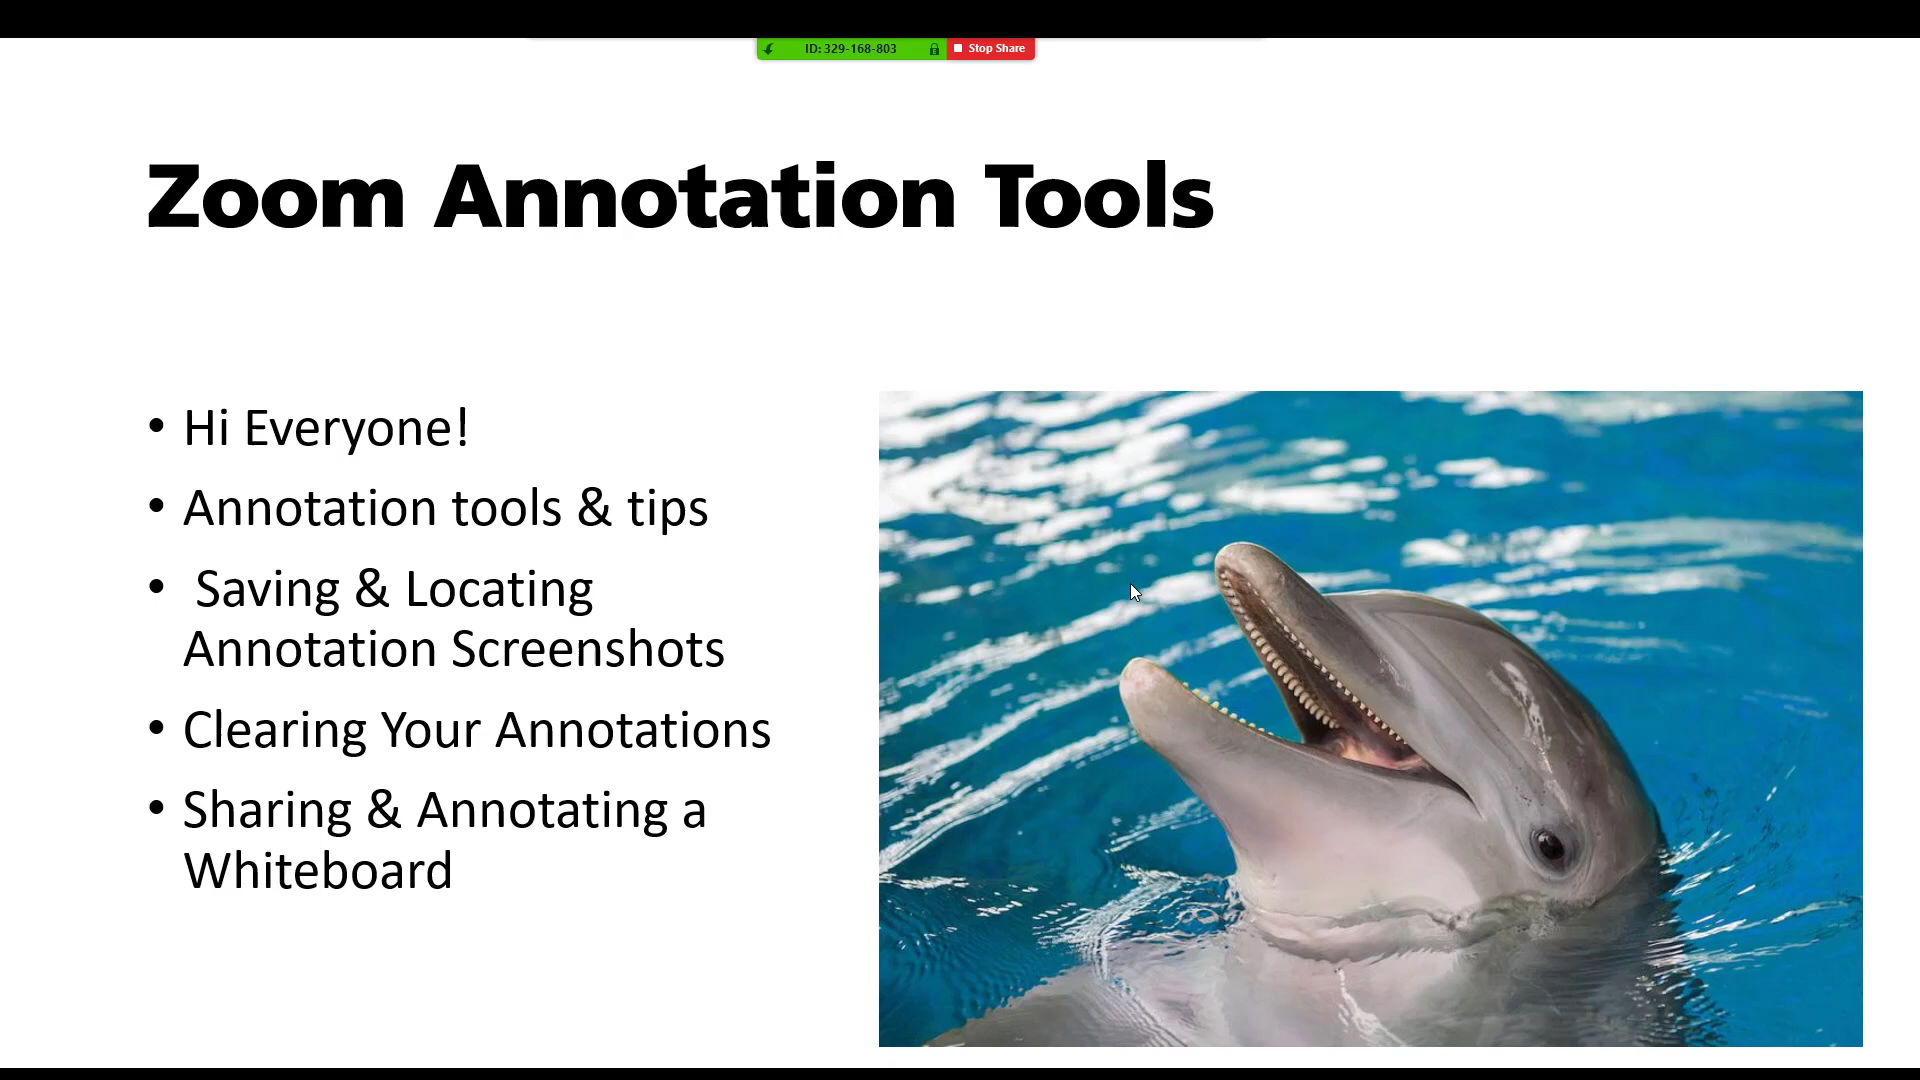 ID: 329-168-803 Stop Share
Zoom Annotation Tools
• Hi Everyone!
• Annotation tools & tips
• Saving & Locating
Annotation Screenshots
• Clearing Your Annotations
• Sharing & Annotating a
Whiteboard